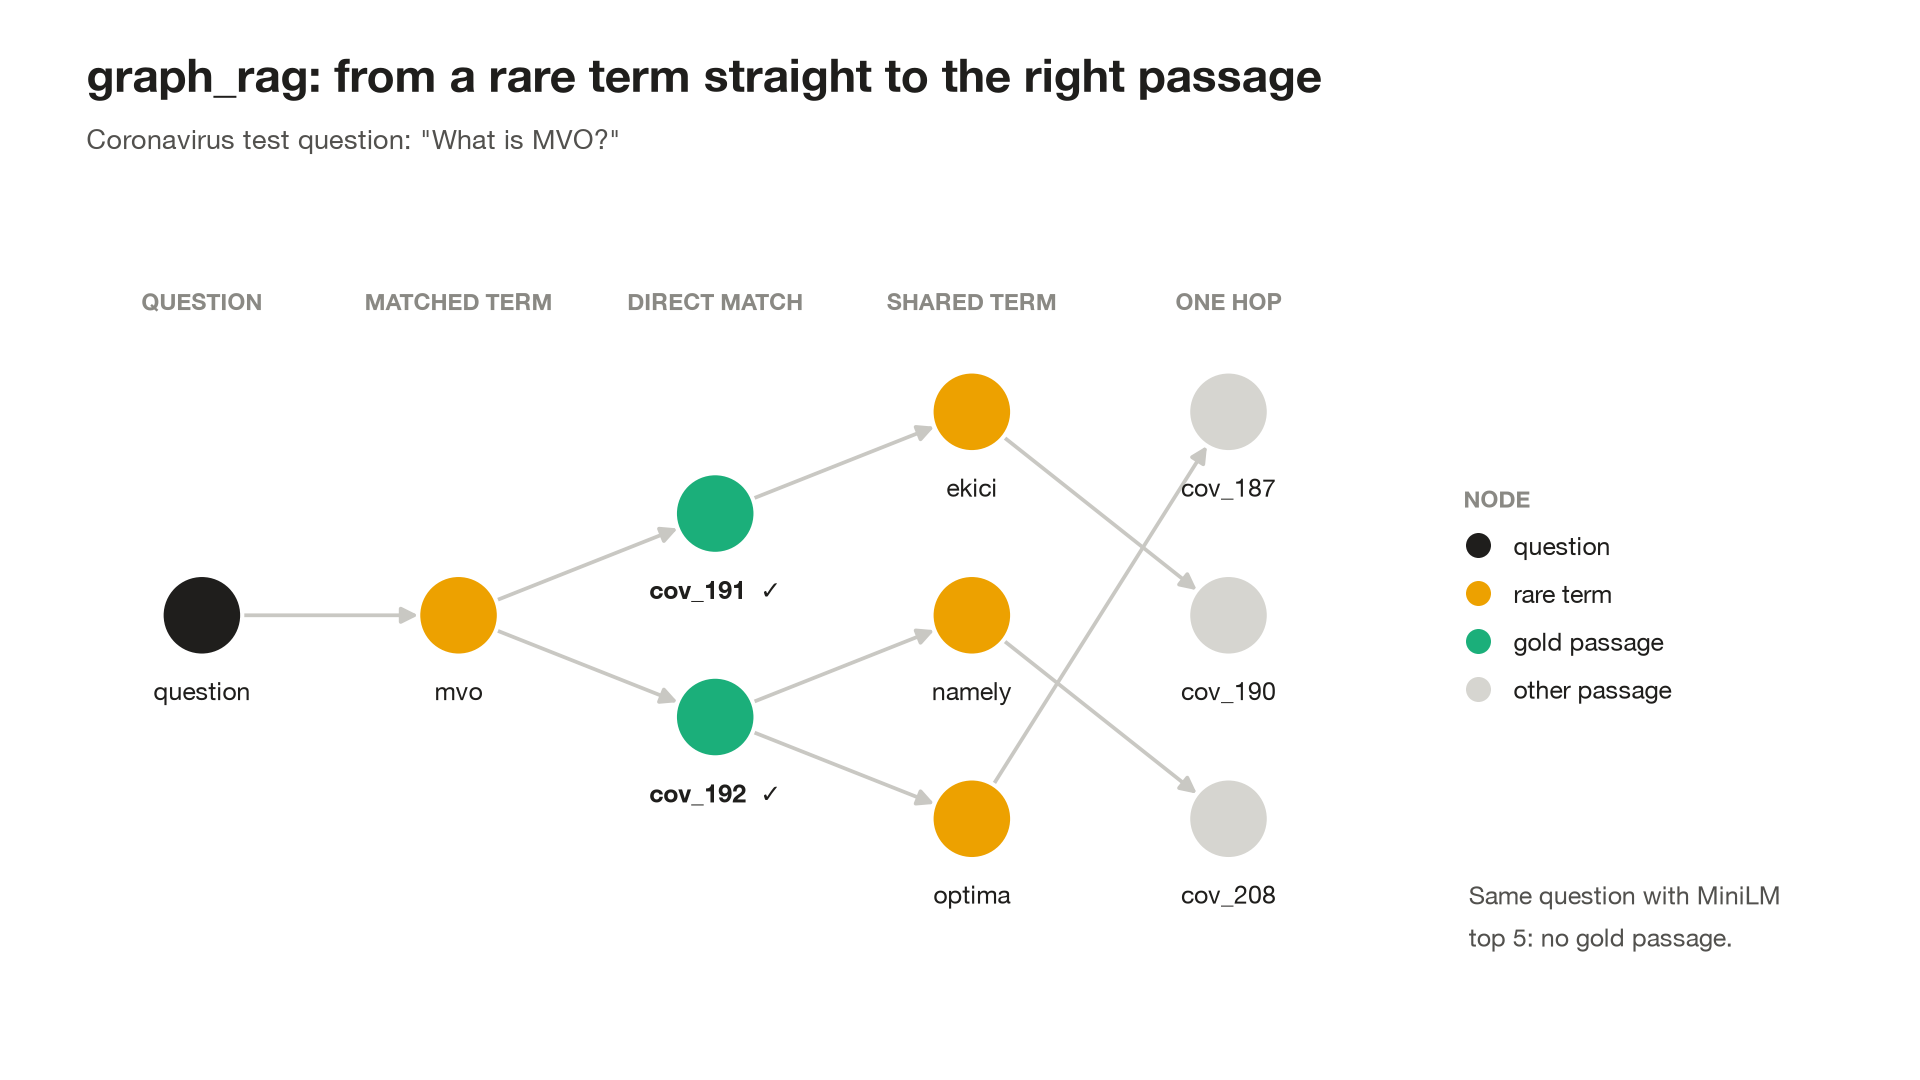 graph_rag: from a rare term straight to the right passage
Coronavirus test question: "What is MVO?"
QUESTION
MATCHED TERM
DIRECT MATCH
SHARED TERM
ONE HOP
question
mvo
cov_191 ✓
cov_192 ✓
ekici
namely
optima
cov_187
cov_190
cov_208
NODE
question
rare term
gold passage
other passage
Same question with MiniLM
top 5: no gold passage.